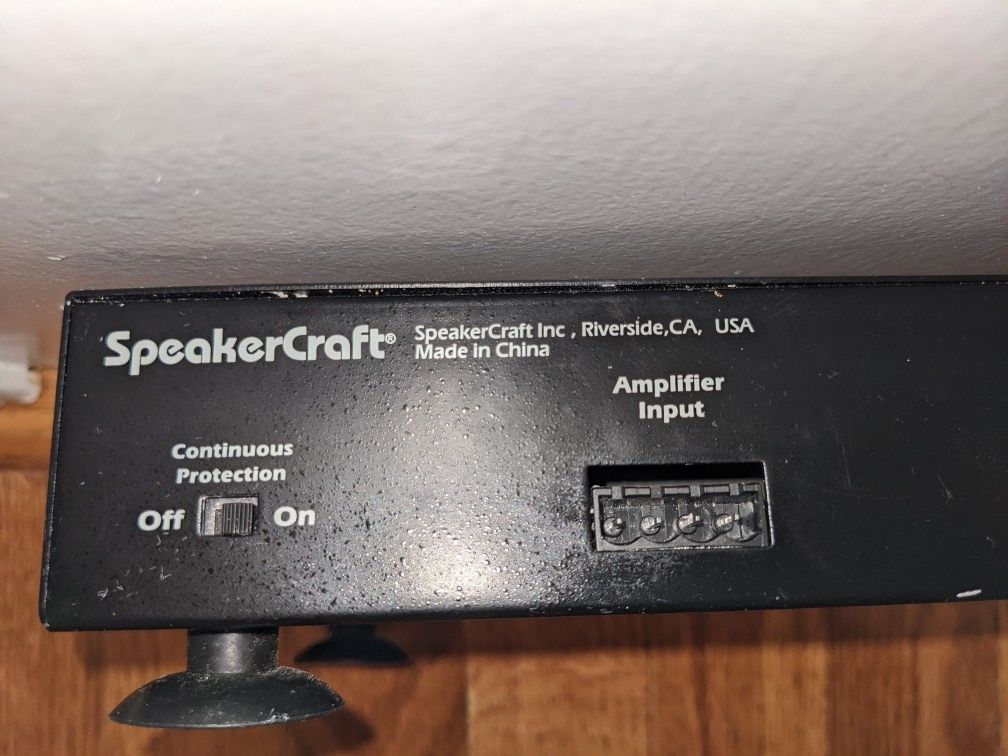 SpeakerCraft®
SpeakerCraft Inc , Riverside,CA, USA
Made in China
Amplifier
Input
Continuous
Protection
Off
On